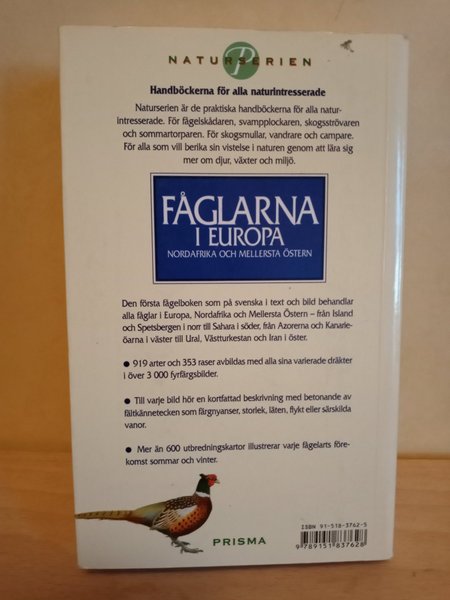 NATURSERIEN
P
Handböckerna för alla naturintresserade
Naturserien är de praktiska handböckerna för alla natur-
intresserade. För fågelskådaren, svampplockaren, skogsströvaren
och sommartorparen. För skogsmullar, vandrare och campare.
För alla som vill berika sin vistelse i naturen genom att lära sig
mer om djur, växter och miljö.
FÅGLARNA
I EUROPA
NORDAFRIKA OCH MELLERSTA ÖSTERN
Den första fågelboken som på svenska i text och bild behandlar
alla fåglar i Europa, Nordafrika och Mellersta Östern – från Island
och Spetsbergen i norr till Sahara i söder, från Azorerna och Kanarie-
öarna i väster till Ural, Västturkestan och Iran i öster.
● 919 arter och 353 raser avbildas med alla sina varierade dräkter
i över 3 000 fyrfärgsbilder.
● Till varje bild hör en kortfattad beskrivning med betonande av
fältkännetecken som färgnyanser, storlek, läten, flykt eller särskilda
vanor.
● Mer än 600 utbredningskartor illustrerar varje fågelarts före-
komst sommar och vinter.
ISBN 91-518-3762-5
9 789151 837628
PRISMA